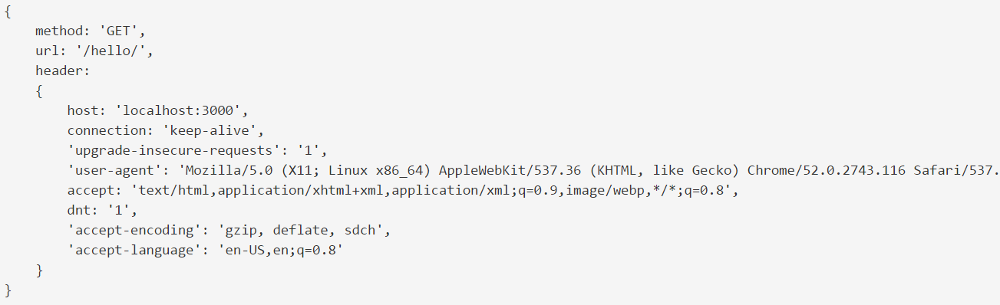 {
    method: 'GET',
    url: '/hello/',
    header:
    {
        host: 'localhost:3000',
        connection: 'keep-alive',
        'upgrade-insecure-requests': '1',
        'user-agent': 'Mozilla/5.0 (X11; Linux x86_64) AppleWebKit/537.36 (KHTML, like Gecko) Chrome/52.0.2743.116 Safari/537.
        accept: 'text/html,application/xhtml+xml,application/xml;q=0.9,image/webp,*/*;q=0.8',
        dnt: '1',
        'accept-encoding': 'gzip, deflate, sdch',
        'accept-language': 'en-US,en;q=0.8'
    }
}